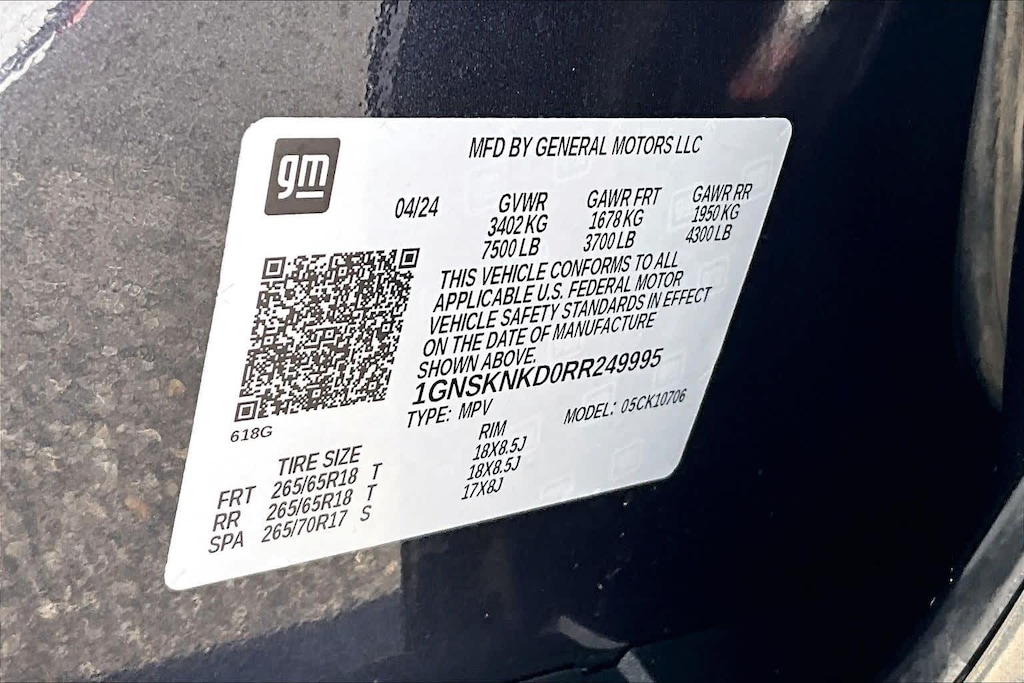 gm
MFD BY GENERAL MOTORS LLC
04/24 GVWR GAWR FRT GAWR RR
3402 KG 1678 KG 1950 KG
7500 LB 3700 LB 4300 LB
THIS VEHICLE CONFORMS TO ALL
APPLICABLE U.S. FEDERAL MOTOR
VEHICLE SAFETY STANDARDS IN EFFECT
ON THE DATE OF MANUFACTURE
SHOWN ABOVE.
1GNSKNKD0RR249995
TYPE: MPV MODEL: 05CK10706
618G
TIRE SIZE RIM
FRT 265/65R18 T 18X8.5J
RR 265/65R18 T 18X8.5J
SPA 265/70R17 S 17X8J